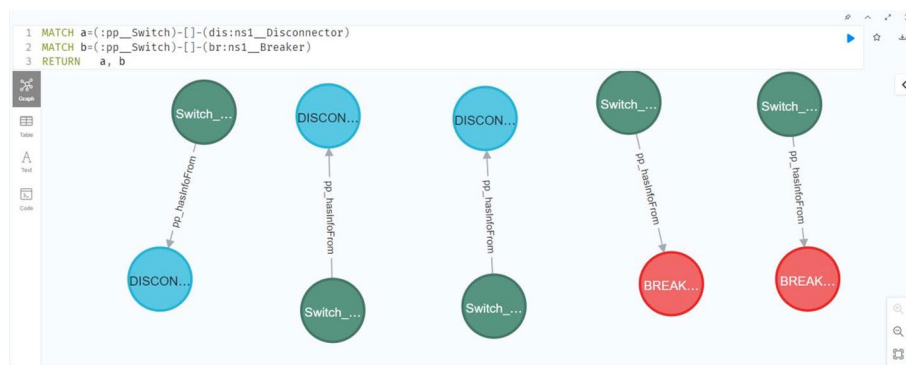 1 MATCH a=(:pp__Switch)-[]-(dis:ns1__Disconnector)
2 MATCH b=(:pp__Switch)-[]-(br:ns1__Breaker)
3 RETURN a, b
Graph
Table
Text
Code
Switch_...
DISCON...
DISCON...
Switch_...
Switch_...
pp_hasInfoFrom
pp_hasInfoFrom
pp_hasInfoFrom
pp_hasInfoFrom
pp_hasInfoFrom
DISCON...
Switch_...
Switch_...
BREAK...
BREAK...